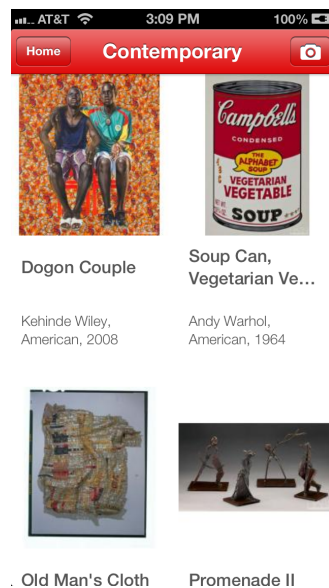 AT&T 3:09 PM 100%
Home Contemporary
Campbell's
CONDENSED
THE
ALPHABET
SOUP
VEGETARIAN
VEGETABLE
SOUP
Dogon Couple
Kehinde Wiley,
American, 2008
Soup Can,
Vegetarian Ve...
Andy Warhol,
American, 1964
Old Man's Cloth
Promenade II